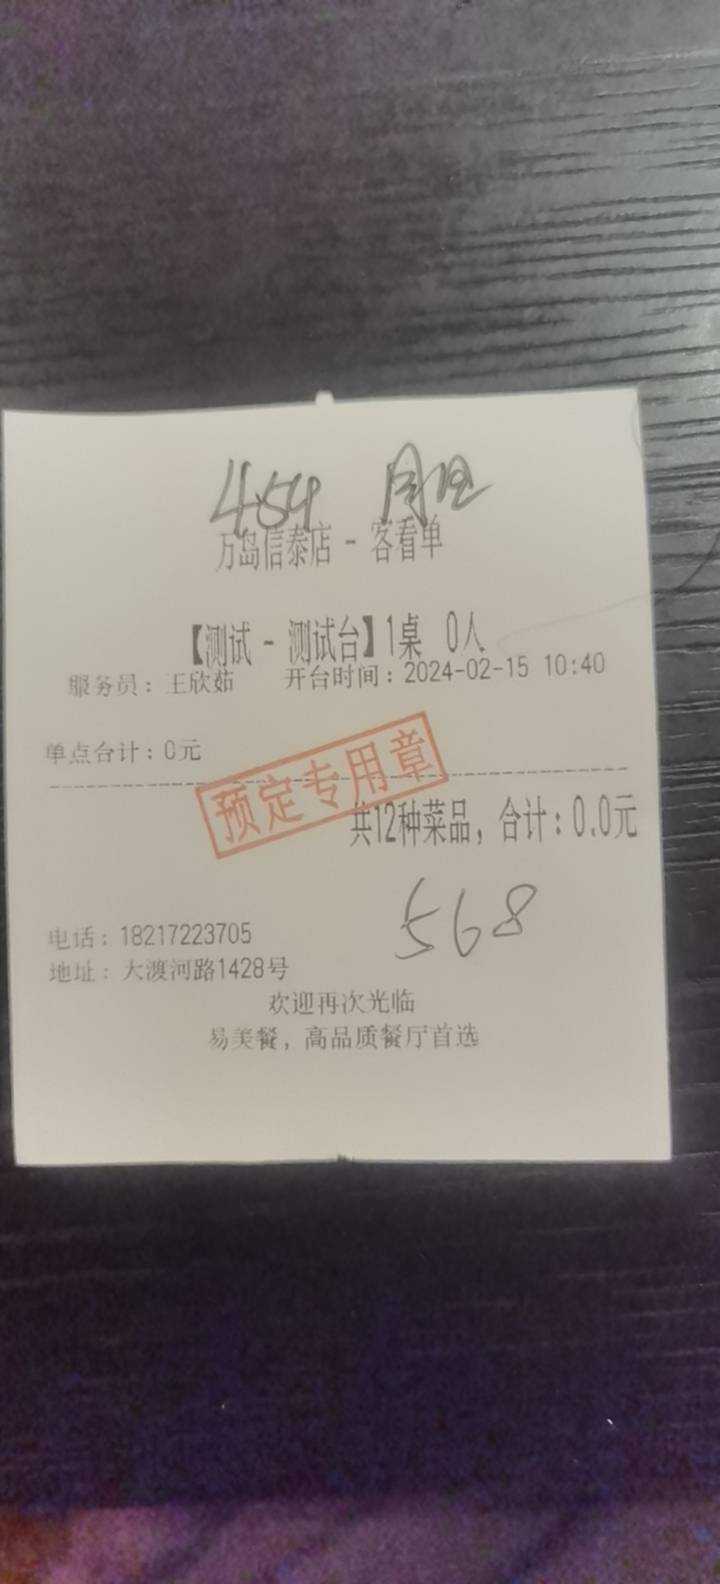 454
万岛信泰店 - 客看单
【测试 - 测试台】1桌 0人
服务员：王欣茹 开台时间：2024-02-15 10:40
单点合计：0元
预定专用章
共12种菜品，合计：0.0元
568
电话：18217223705
地址：大渡河路1428号
欢迎再次光临
易美餐，高品质餐厅首选